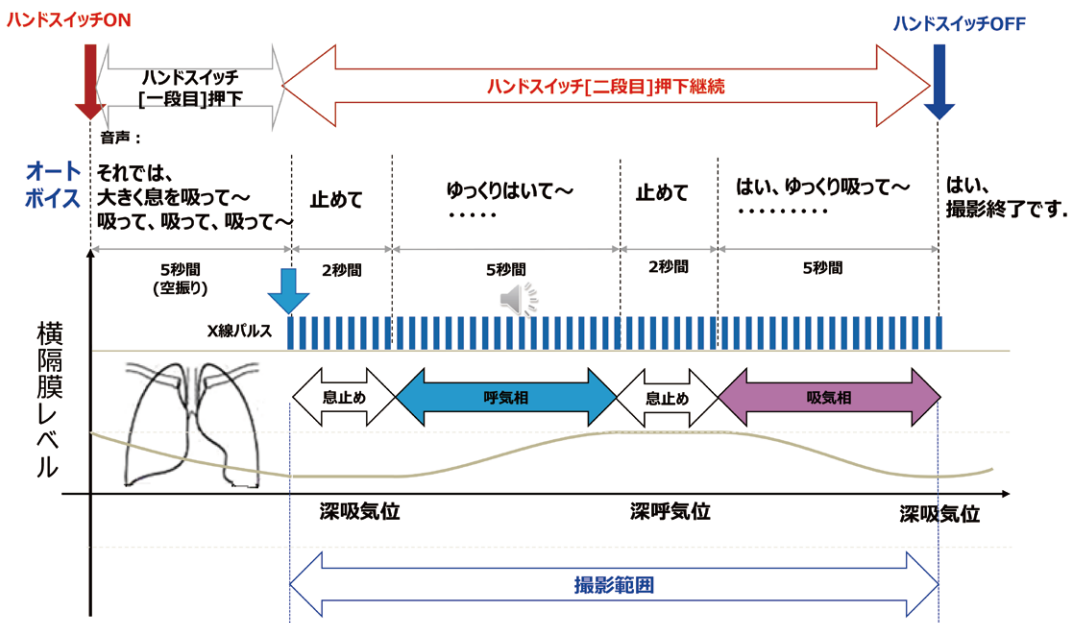 ハンドスイッチON
ハンドスイッチOFF
ハンドスイッチ
[一段目]押下
ハンドスイッチ[二段目]押下継続
音声：
オート
ボイス
それでは、
大きく息を吸って～
吸って、吸って、吸って～
止めて
ゆっくりはいて～
・・・・・
止めて
はい、ゆっくり吸って～
・・・・・・・・・
はい、
撮影終了です.
5秒間
(空振り)
2秒間
5秒間
2秒間
5秒間
X線パルス
横隔膜レベル
息止め
呼気相
息止め
吸気相
深吸気位
深呼気位
深吸気位
撮影範囲